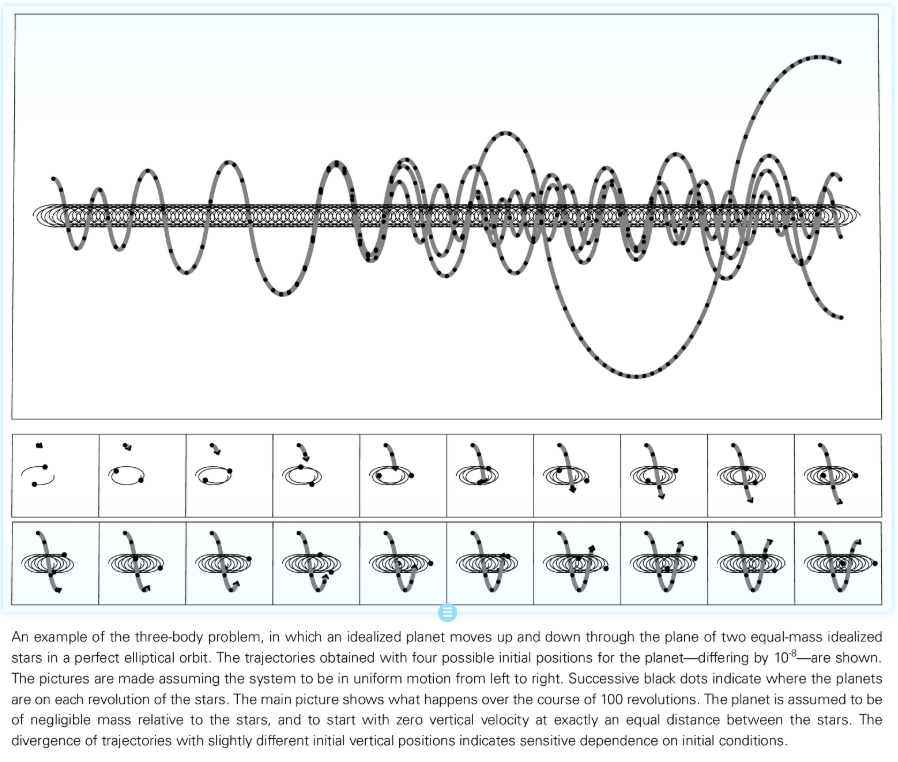 An example of the three-body problem, in which an idealized planet moves up and down through the plane of two equal-mass idealized
stars in a perfect elliptical orbit. The trajectories obtained with four possible initial positions for the planet—differing by 10⁻⁸—are shown.
The pictures are made assuming the system to be in uniform motion from left to right. Successive black dots indicate where the planets
are on each revolution of the stars. The main picture shows what happens over the course of 100 revolutions. The planet is assumed to be
of negligible mass relative to the stars, and to start with zero vertical velocity at exactly an equal distance between the stars. The
divergence of trajectories with slightly different initial vertical positions indicates sensitive dependence on initial conditions.